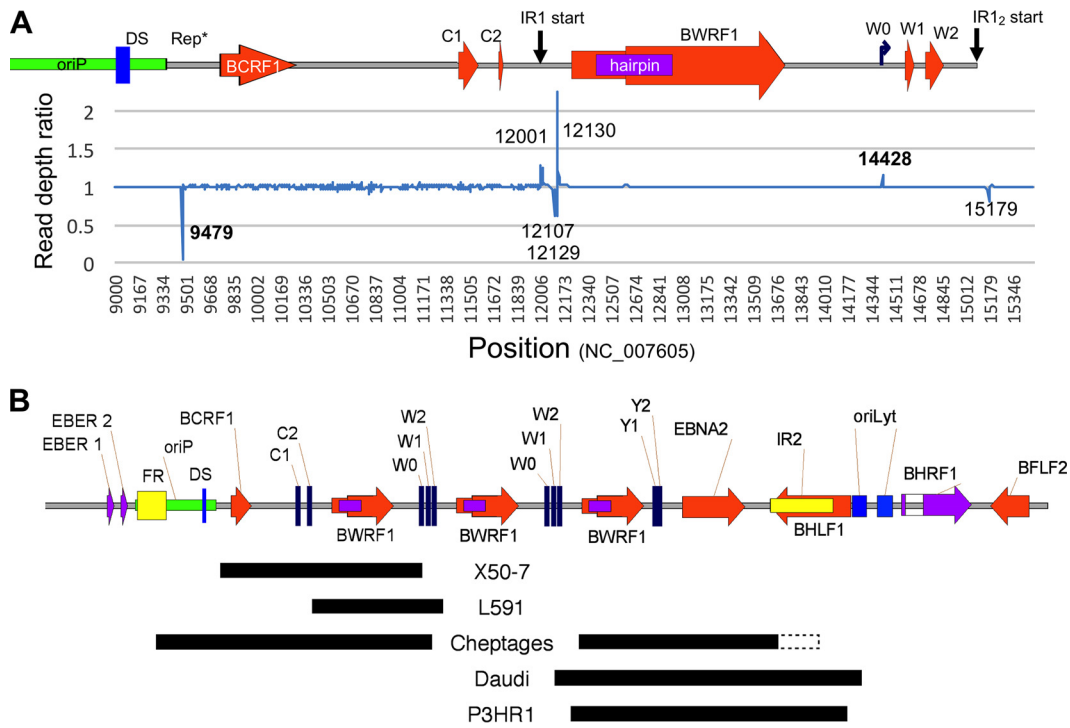 A
IR1 start
IR1₂ start
DS
Rep*
C1
C2
BWRF1
W0
W1
W2
oriP
BCRF1
hairpin
Read depth ratio
2
1.5
1
0.5
0
12001
12130
14428
9479
12107
12129
15179
9000
9167
9334
9501
9668
9835
10002
10169
10336
10503
10670
10837
11004
11171
11338
11505
11672
11839
12006
12173
12340
12507
12674
12841
13008
13175
13342
13509
13676
13843
14010
14177
14344
14511
14678
14845
15012
15179
15346
Position (NC_007605)
B
EBER 2
EBER 1
BCRF1
oriP
FR
DS
C2
C1
W2
W1
W0
W2
W1
W0
Y2
Y1
EBNA2
IR2
oriLyt
BHRF1
BFLF2
BWRF1
BWRF1
BWRF1
BHLF1
X50-7
L591
Cheptages
Daudi
P3HR1